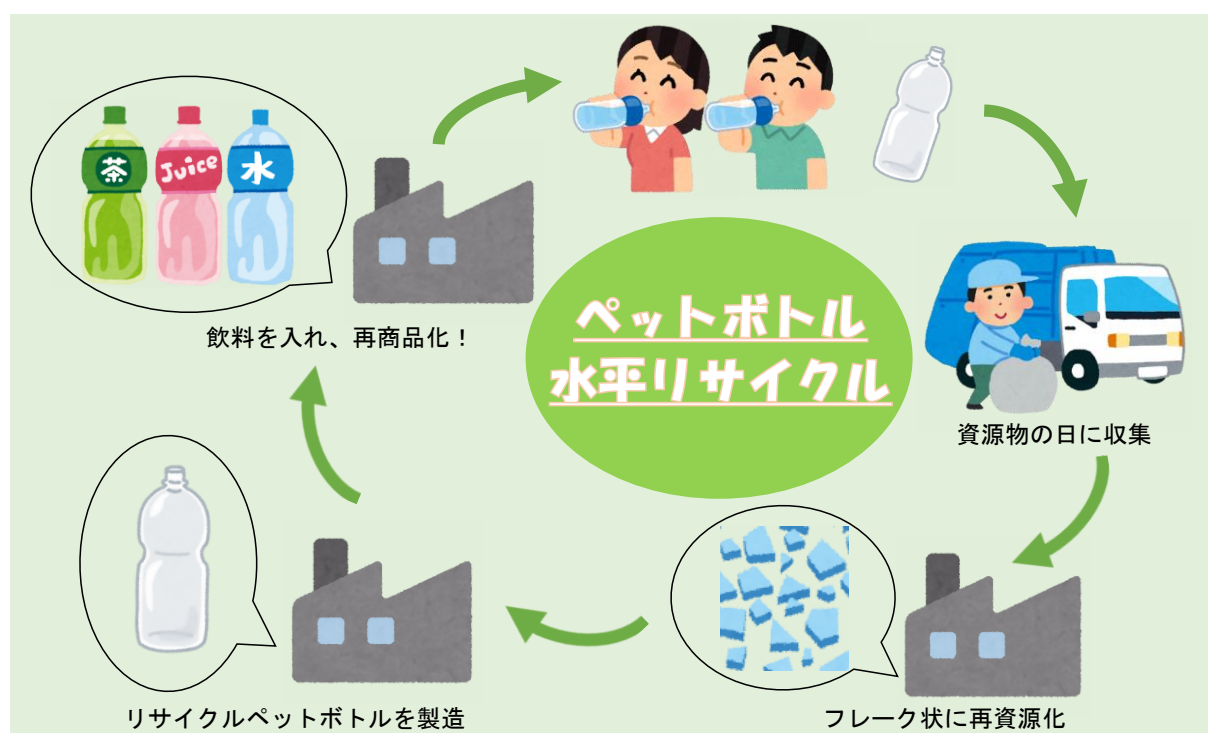 茶
Juice
水
飲料を入れ、再商品化！
ペットボトル
水平リサイクル
資源物の日に収集
フレーク状に再資源化
リサイクルペットボトルを製造